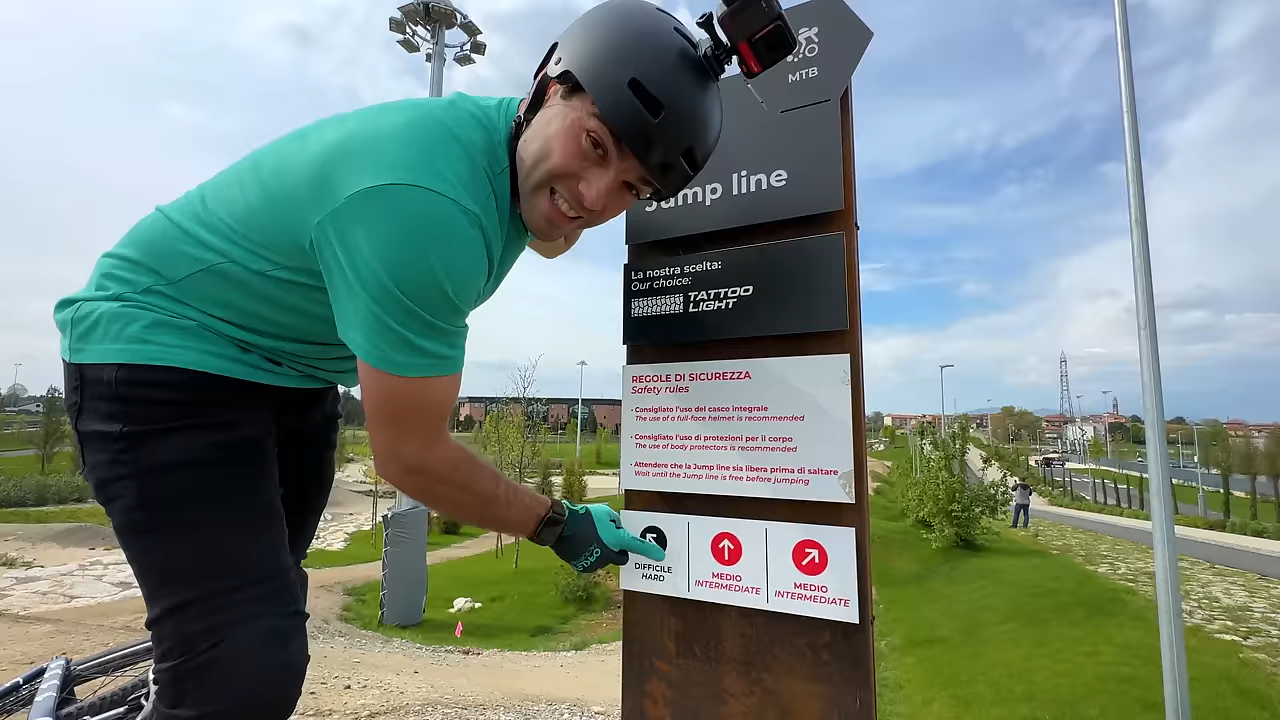 MTB
Jump line
La nostra scelta:
Our choice:
TATTOO
LIGHT
REGOLE DI SICUREZZA
Safety rules
· Consigliato l'uso del casco integrale
The use of a full-face helmet is recommended
· Consigliato l'uso di protezioni per il corpo
The use of body protectors is recommended
· Attendere che la Jump line sia libera prima di saltare
Wait until the Jump line is free before jumping
DIFFICILE
HARD
MEDIO
INTERMEDIATE
MEDIO
INTERMEDIATE